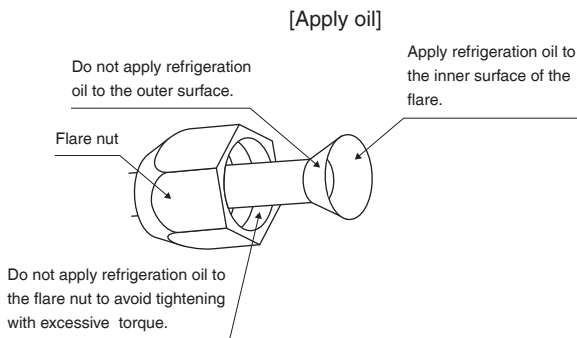 [Apply oil]
Do not apply refrigeration
oil to the outer surface.
Apply refrigeration oil to
the inner surface of the
flare.
Flare nut
Do not apply refrigeration oil to
the flare nut to avoid tightening
with excessive torque.